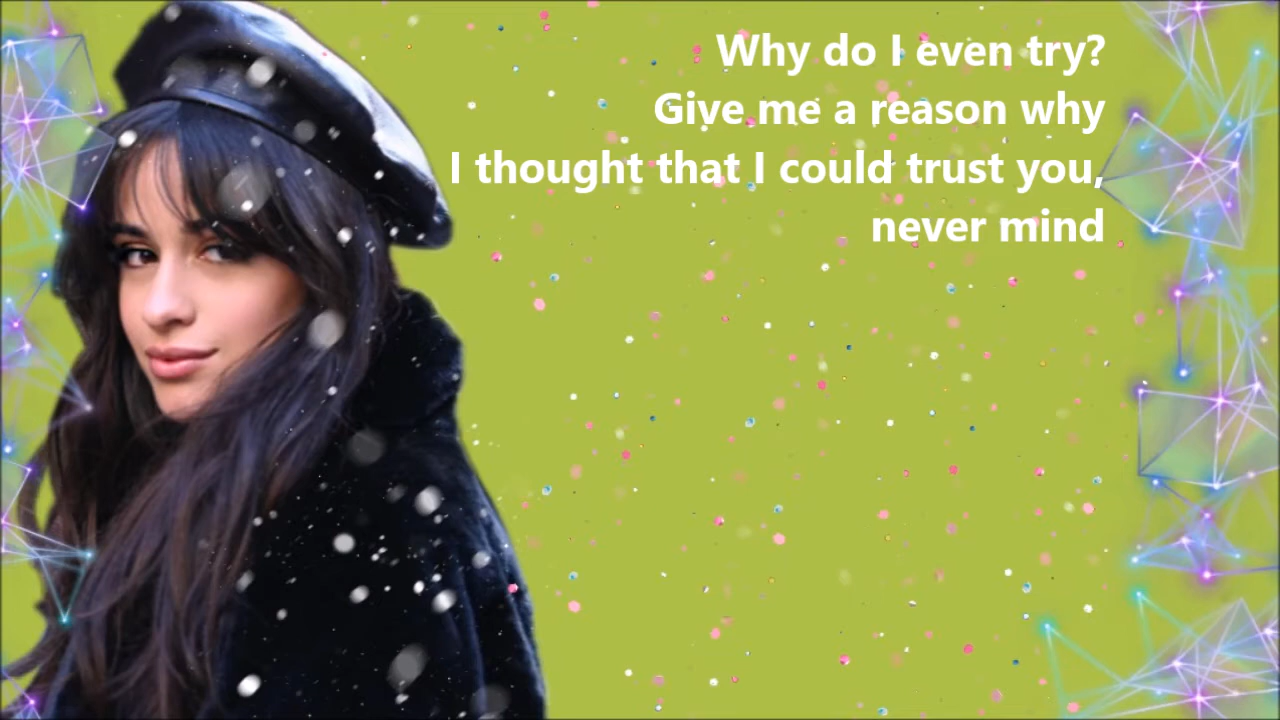 Why do I even try?
Give me a reason why
I thought that I could trust you,
never mind